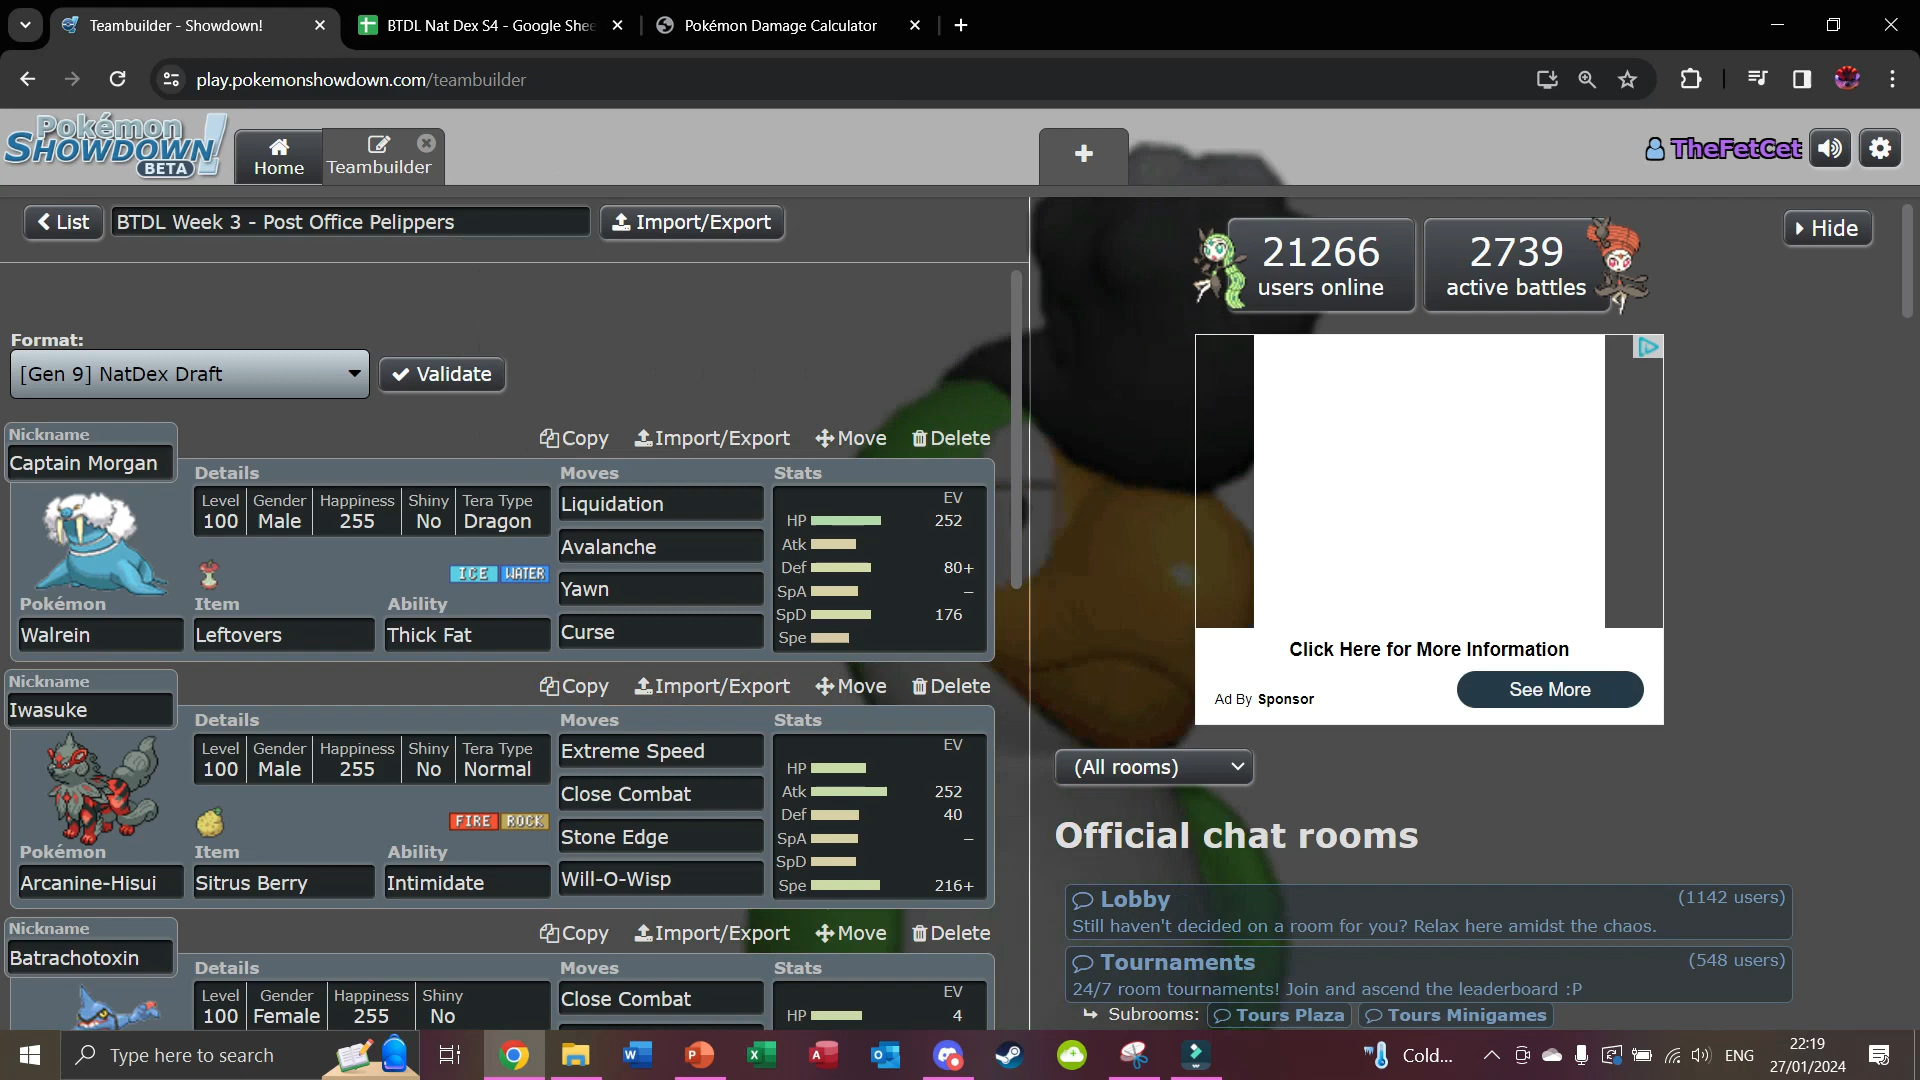 Teambuilder - Showdown!
BTDL Nat Dex S4 - Google Shee
Pokémon Damage Calculator
play.pokemonshowdown.com/teambuilder
Pokémon
SHOWDOWN!
BETA
Home
Teambuilder
TheFetCet
List
BTDL Week 3 - Post Office Pelippers
Import/Export
21266
users online
2739
active battles
Hide
Format:
[Gen 9] NatDex Draft
Validate
Nickname
Captain Morgan
Copy
Import/Export
Move
Delete
Details
Moves
Stats
Level
100
Gender
Male
Happiness
255
Shiny
No
Tera Type
Dragon
Liquidation
Avalanche
Yawn
Curse
EV
HP 252
Atk
Def 80+
SpA –
SpD 176
Spe
ICE WATER
Pokémon
Walrein
Item
Leftovers
Ability
Thick Fat
Nickname
Iwasuke
Copy
Import/Export
Move
Delete
Details
Moves
Stats
Level
100
Gender
Male
Happiness
255
Shiny
No
Tera Type
Normal
Extreme Speed
Close Combat
Stone Edge
Will-O-Wisp
EV
HP
Atk 252
Def 40
SpA –
SpD
Spe 216+
FIRE ROCK
Pokémon
Arcanine-Hisui
Item
Sitrus Berry
Ability
Intimidate
Nickname
Batrachotoxin
Copy
Import/Export
Move
Delete
Details
Moves
Stats
Level
100
Gender
Female
Happiness
255
Shiny
No
Close Combat
EV
HP 4
Click Here for More Information
Ad By Sponsor
See More
(All rooms)
Official chat rooms
Lobby
(1142 users)
Still haven't decided on a room for you? Relax here amidst the chaos.
Tournaments
(548 users)
24/7 room tournaments! Join and ascend the leaderboard :P
Subrooms: Tours Plaza Tours Minigames
Type here to search
Cold...
ENG
22:19
27/01/2024